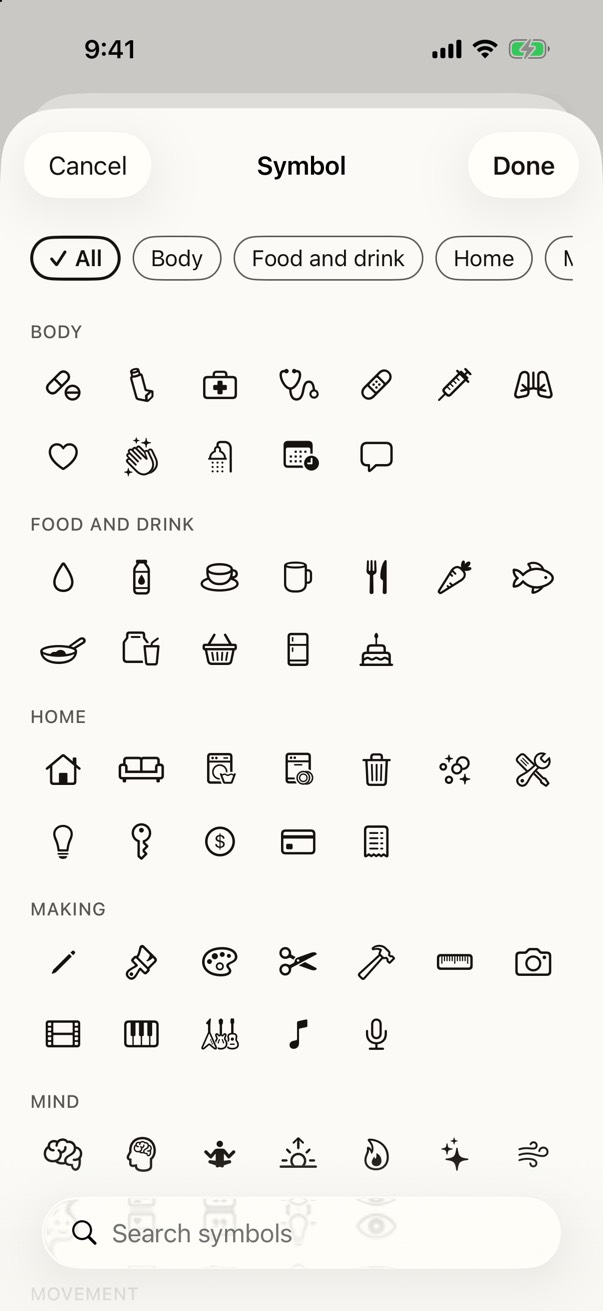 9:41
Cancel
Symbol
Done
All
Body
Food and drink
Home
BODY
FOOD AND DRINK
HOME
$
MAKING
MIND
Search symbols
MOVEMENT